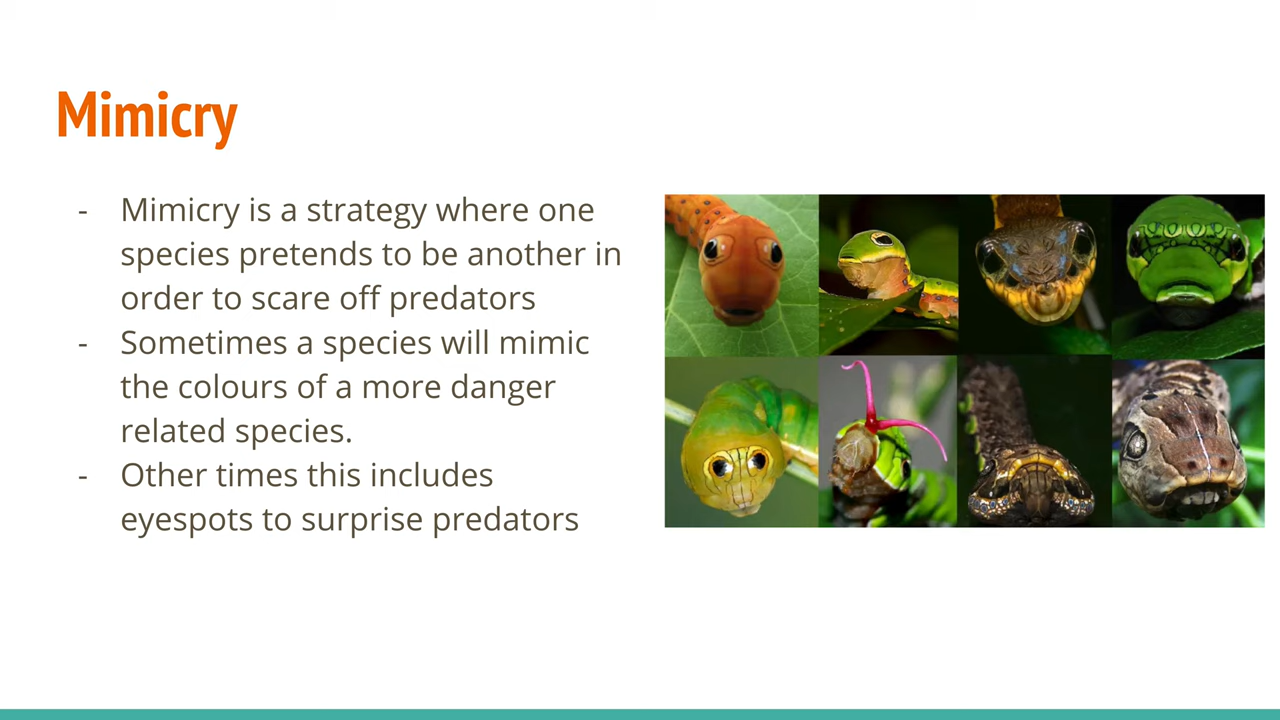 Mimicry
- Mimicry is a strategy where one
species pretends to be another in
order to scare off predators
- Sometimes a species will mimic
the colours of a more danger
related species.
- Other times this includes
eyespots to surprise predators